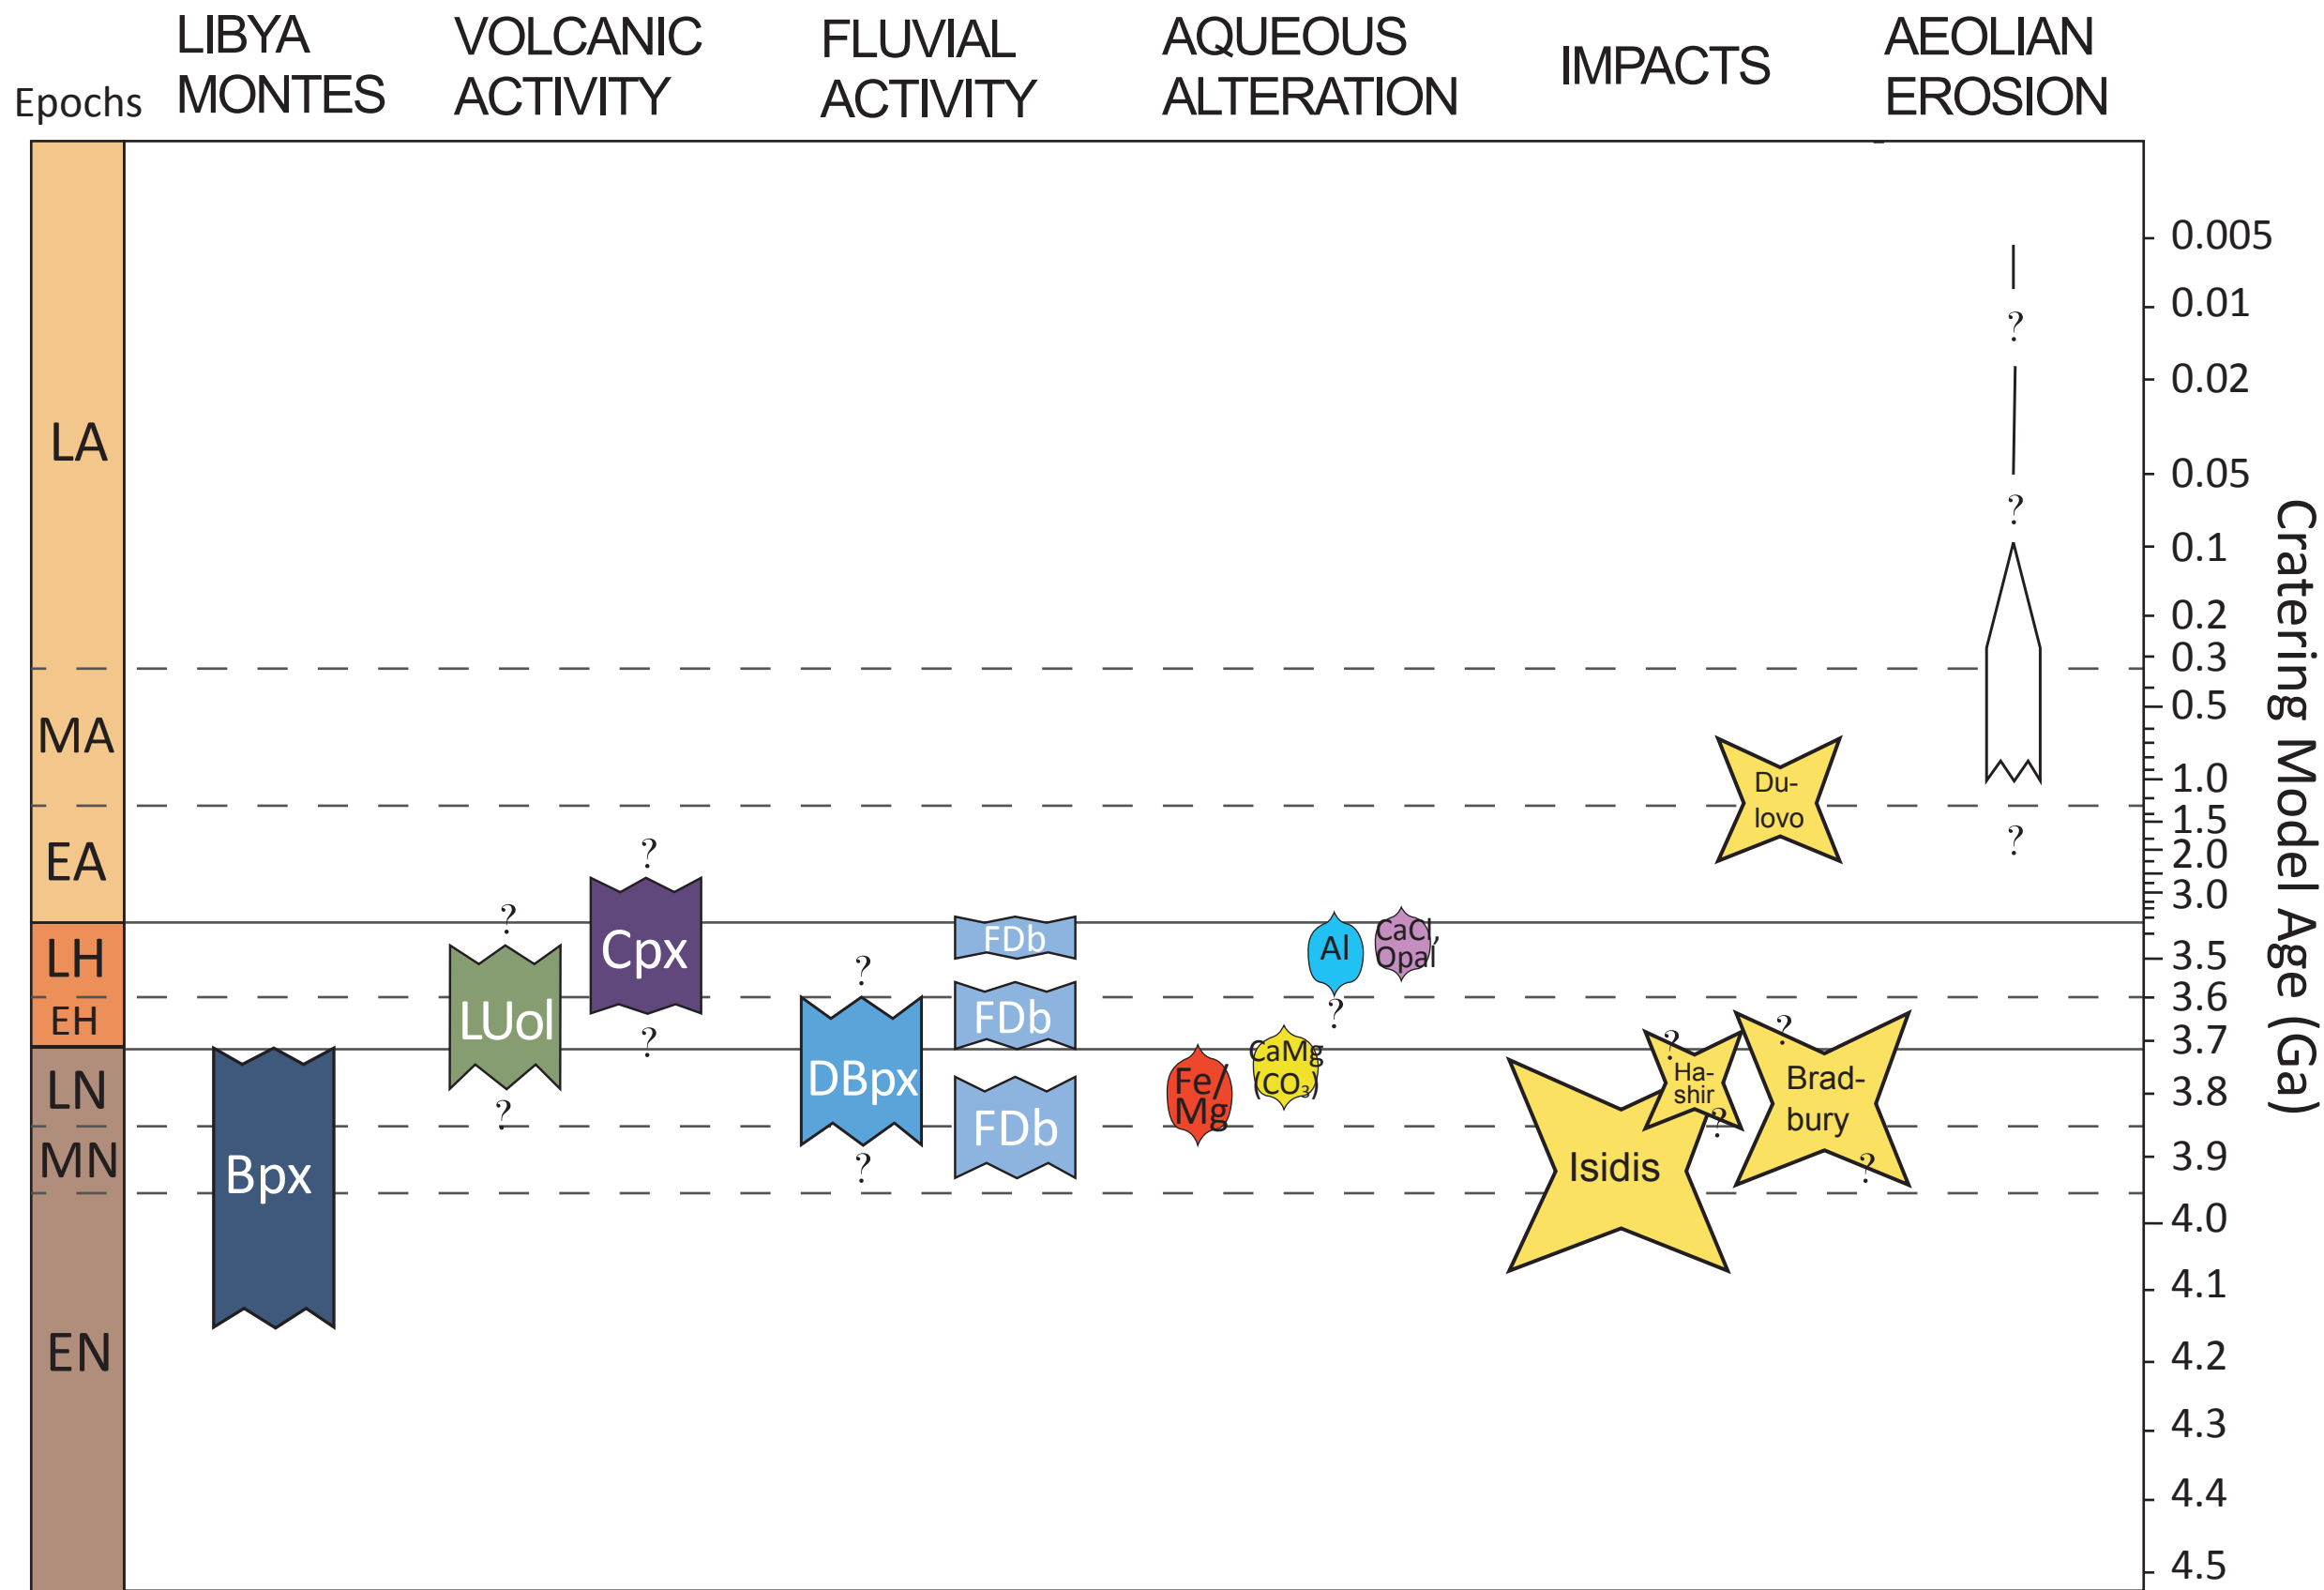 LIBYA
MONTES
VOLCANIC
ACTIVITY
FLUVIAL
ACTIVITY
AQUEOUS
ALTERATION
IMPACTS
AEOLIAN
EROSION
Epochs
LA
MA
EA
LH
EH
LN
MN
EN
Bpx
?
LUol
?
?
Cpx
?
?
DBpx
?
FDb
FDb
FDb
Fe/
Mg
CaMg
(CO₃)
Al
?
CaCl,
Opal
Isidis
?
Ha-
shir
?
?
Brad-
bury
?
Du-
lovo
?
?
?
0.005
0.01
0.02
0.05
0.1
0.2
0.3
0.5
1.0
1.5
2.0
3.0
3.5
3.6
3.7
3.8
3.9
4.0
4.1
4.2
4.3
4.4
4.5
Cratering Model Age (Ga)